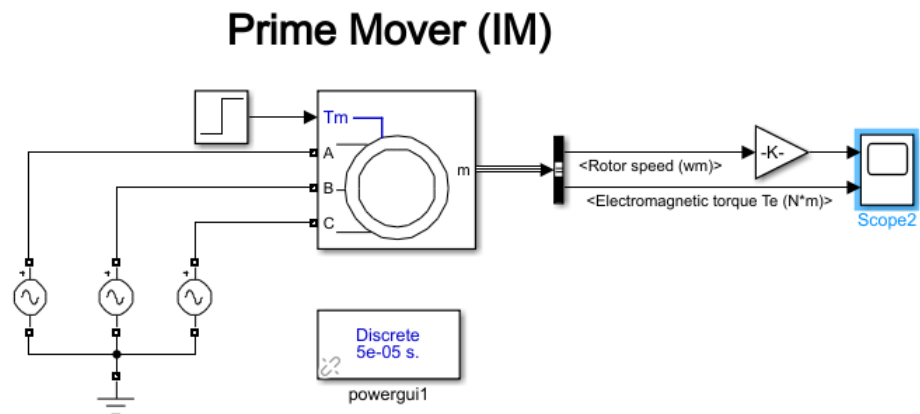 Prime Mover (IM)
Tm
A
B
C
m
<Rotor speed (wm)>
-K-
<Electromagnetic torque Te (N*m)>
Scope2
+
+
+
Discrete
5e-05 s.
powergui1